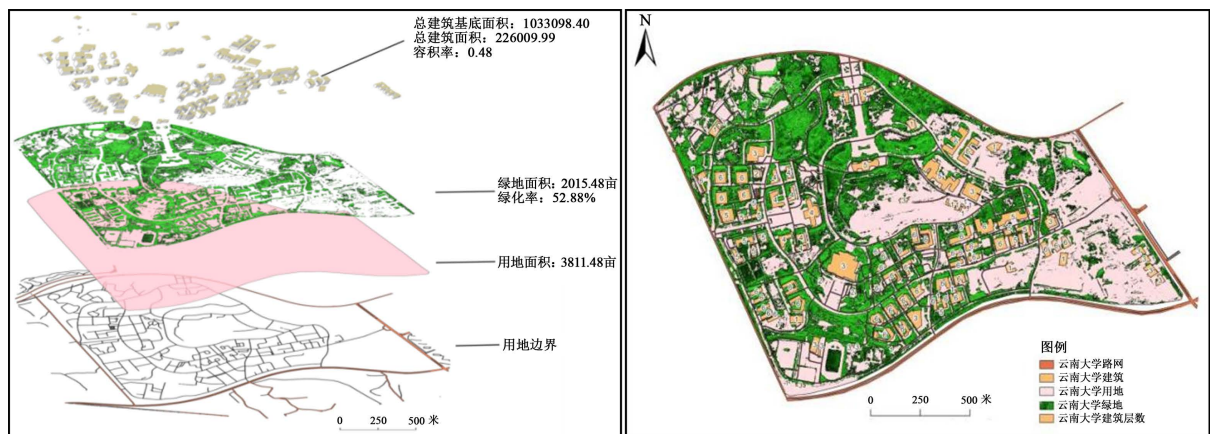 总建筑基底面积：1033098.40
总建筑面积：226009.99
容积率：0.48
绿地面积：2015.48亩
绿化率：52.88%
用地面积：3811.48亩
用地边界
0 250 500 米
N
图例
云南大学路网
云南大学建筑
云南大学用地
云南大学绿地
云南大学建筑层数
0 250 500 米